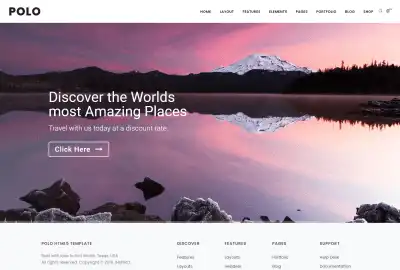 POLO
HOME LAYOUT FEATURES ELEMENTS PAGES PORTFOLIO BLOG SHOP
Discover the Worlds
most Amazing Places
Travel with us today at a discount rate.
Click Here
POLO HTML5 TEMPLATE DISCOVER FEATURES PAGES SUPPORT
Features Layouts Portfolio Help Desk
Layouts Headers Blog Documentation